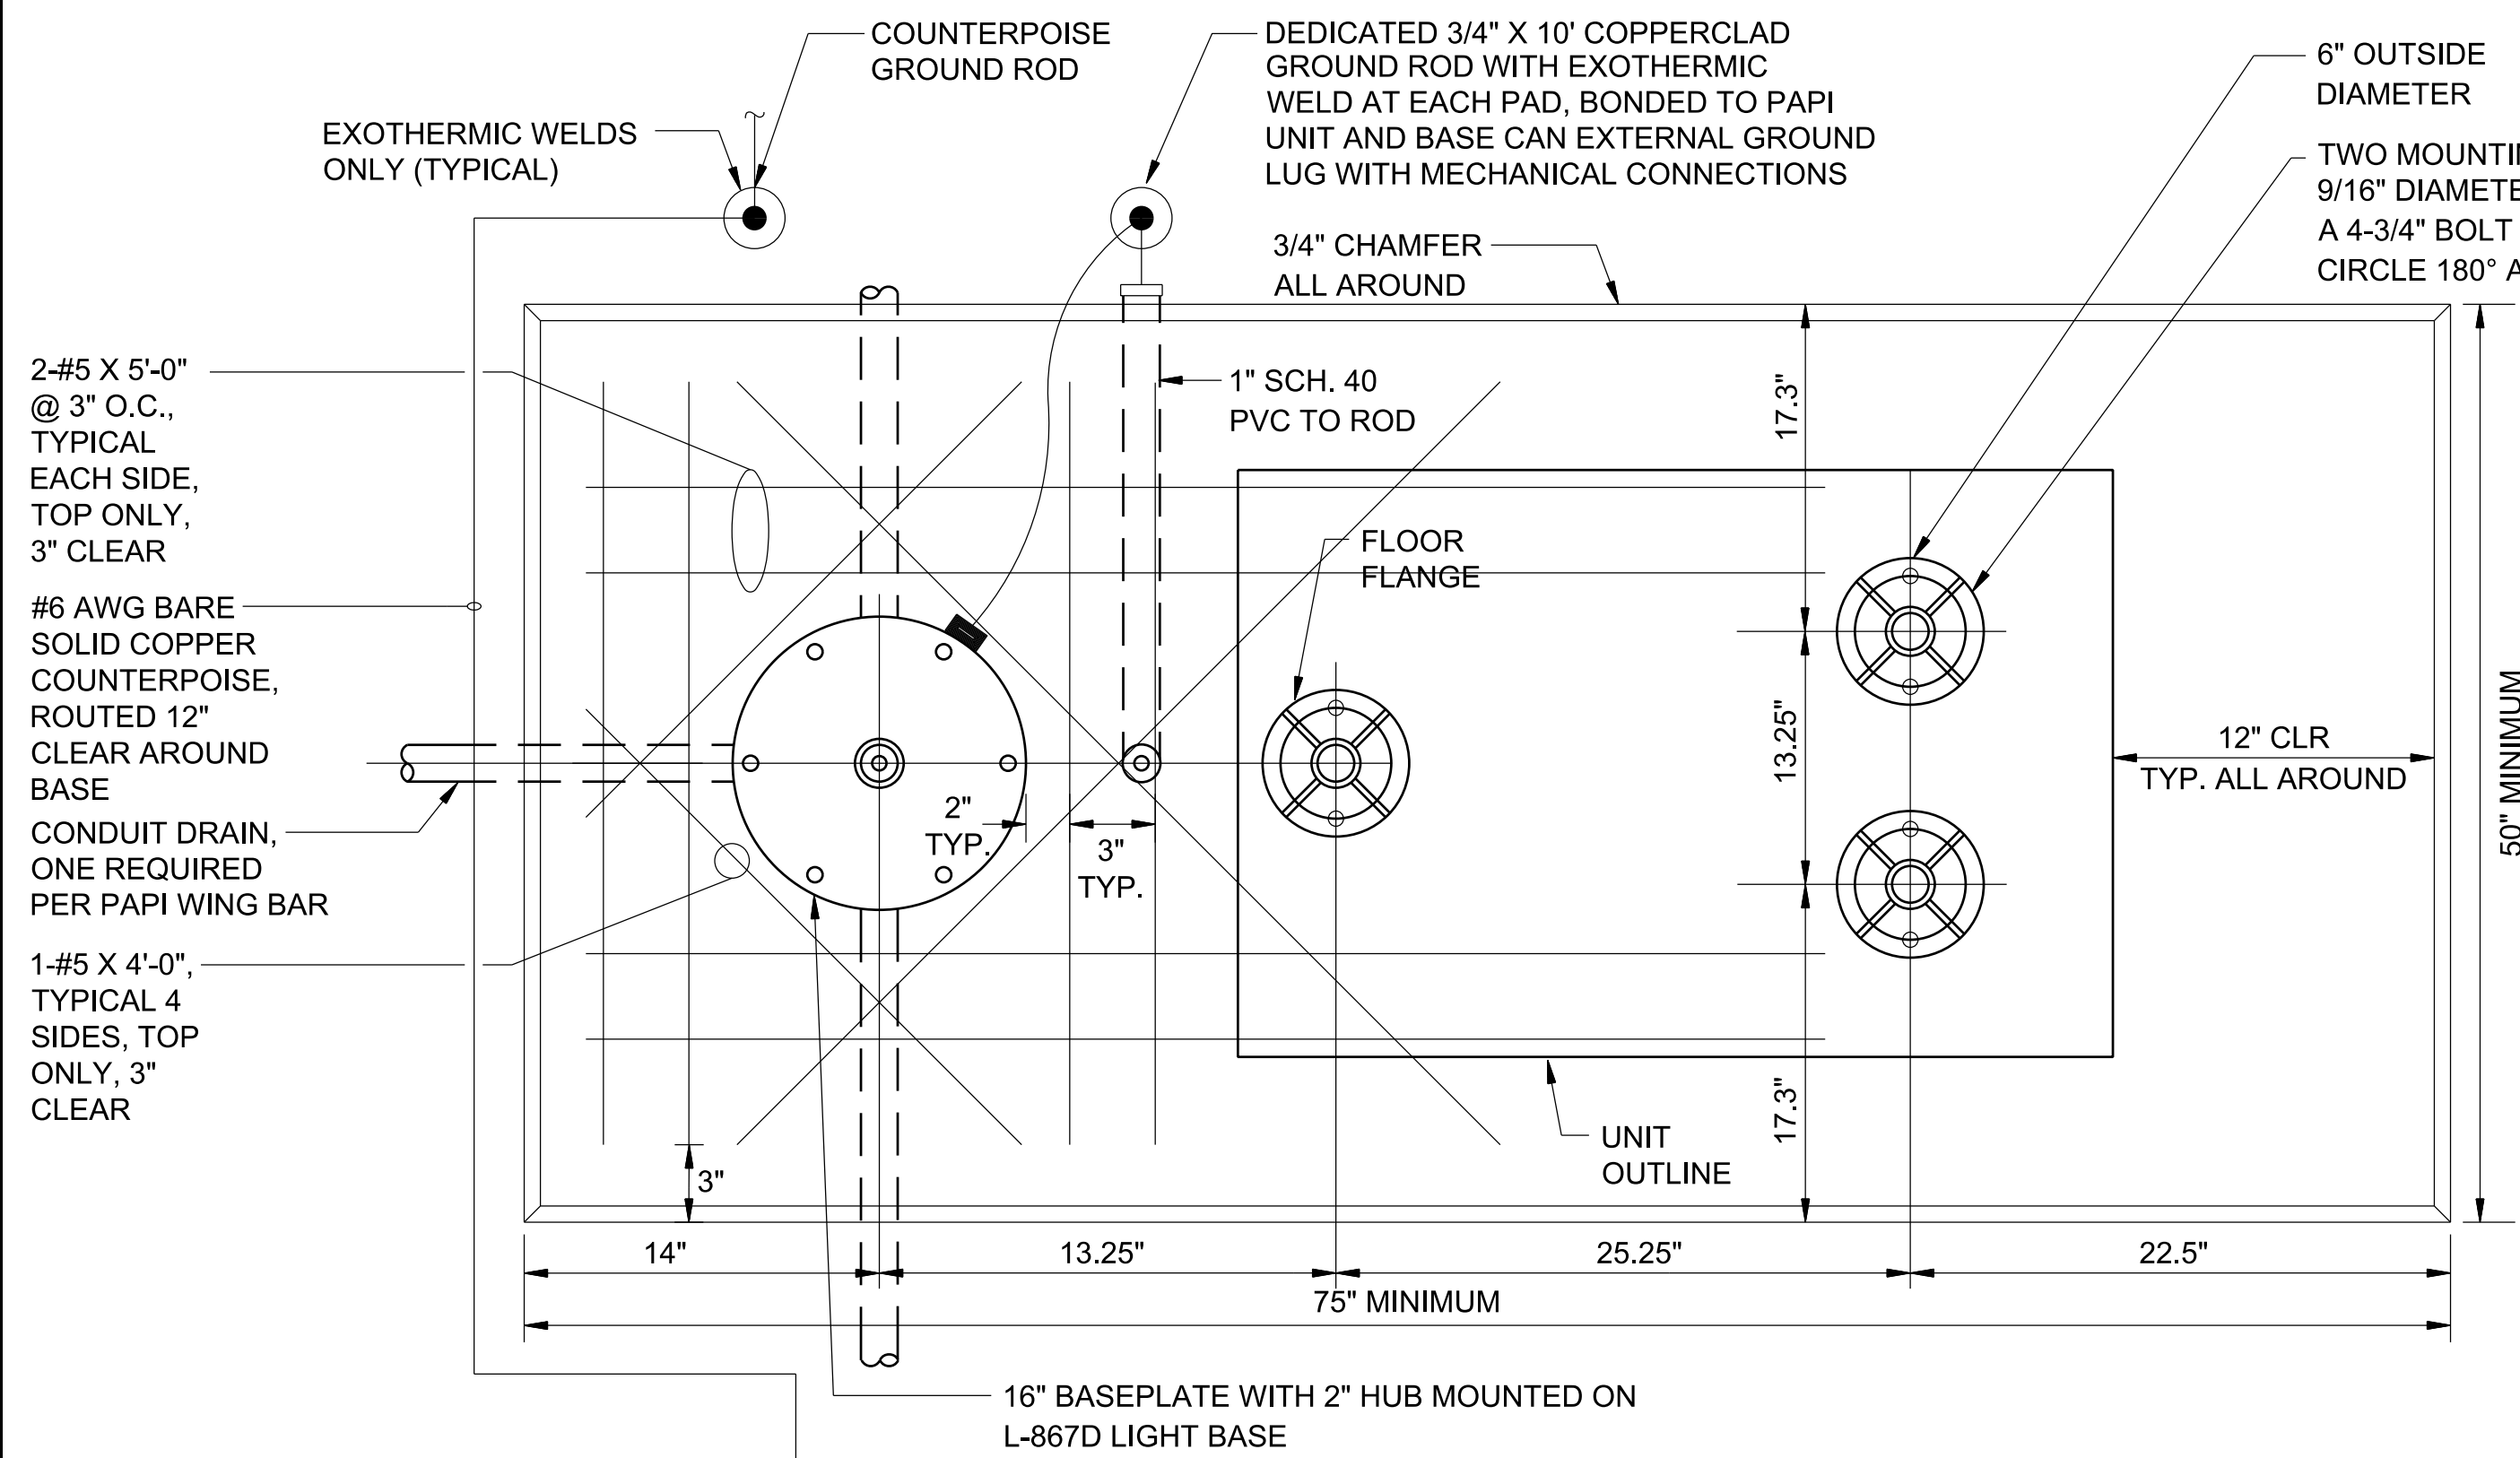 COUNTERPOISE
GROUND ROD
DEDICATED 3/4" X 10' COPPERCLAD
GROUND ROD WITH EXOTHERMIC
WELD AT EACH PAD, BONDED TO PAPI
UNIT AND BASE CAN EXTERNAL GROUND
LUG WITH MECHANICAL CONNECTIONS
6" OUTSIDE
DIAMETER
EXOTHERMIC WELDS
ONLY (TYPICAL)
TWO
9/16"
A 4-3/4" BOLT
CIRCLE 180°
3/4" CHAMFER
ALL AROUND
2-#5 X 5'-0"
@ 3" O.C.,
TYPICAL
EACH SIDE,
TOP ONLY,
3" CLEAR
1" SCH. 40
PVC TO ROD
17.3"
FLOOR
FLANGE
#6 AWG BARE
SOLID COPPER
COUNTERPOISE,
ROUTED 12"
CLEAR AROUND
BASE
13.25"
12" CLR
TYP. ALL AROUND
50" MINIMUM
2"
TYP.
3"
TYP.
CONDUIT DRAIN,
ONE REQUIRED
PER PAPI WING BAR
1-#5 X 4'-0",
TYPICAL 4
SIDES, TOP
ONLY, 3"
CLEAR
17.3"
UNIT
OUTLINE
3"
14"
13.25"
25.25"
22.5"
75" MINIMUM
16" BASEPLATE WITH 2" HUB MOUNTED ON
L-867D LIGHT BASE